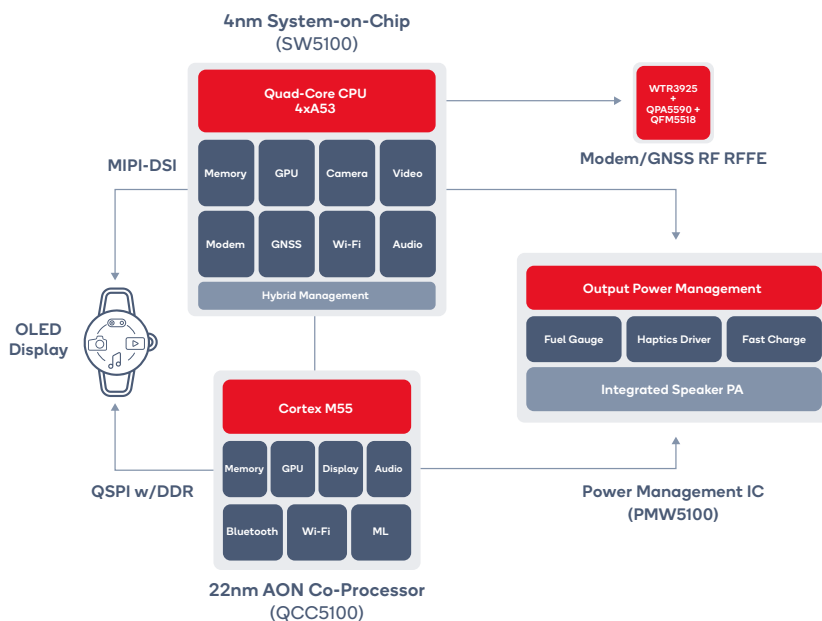 4nm System-on-Chip
(SW5100)
Quad-Core CPU
4xA53
Memory
GPU
Camera
Video
Modem
GNSS
Wi-Fi
Audio
Hybrid Management
WTR3925
+
QPA5590 +
QFM5518
Modem/GNSS RF RFFE
MIPI-DSI
OLED
Display
QSPI w/DDR
Output Power Management
Fuel Gauge
Haptics Driver
Fast Charge
Integrated Speaker PA
Power Management IC
(PMW5100)
Cortex M55
Memory
GPU
Display
Audio
Bluetooth
Wi-Fi
ML
22nm AON Co-Processor
(QCC5100)